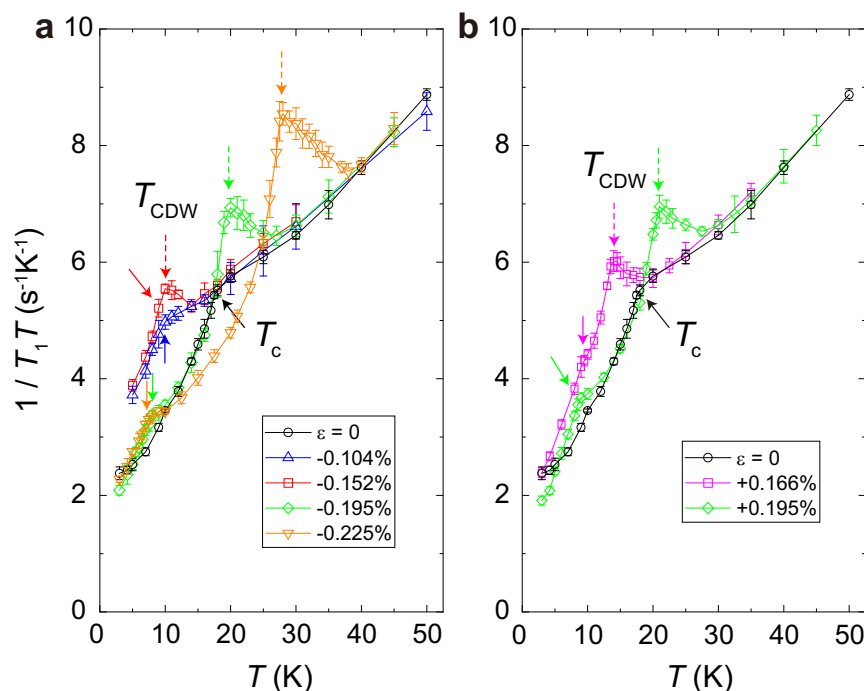 a
b
10
8
6
4
2
0
1 / T₁T (s⁻¹K⁻¹)
T_CDW
T_c
ε = 0
-0.104%
-0.152%
-0.195%
-0.225%
0 10 20 30 40 50
T (K)
10
8
6
4
2
0
T_CDW
T_c
ε = 0
+0.166%
+0.195%
0 10 20 30 40 50
T (K)